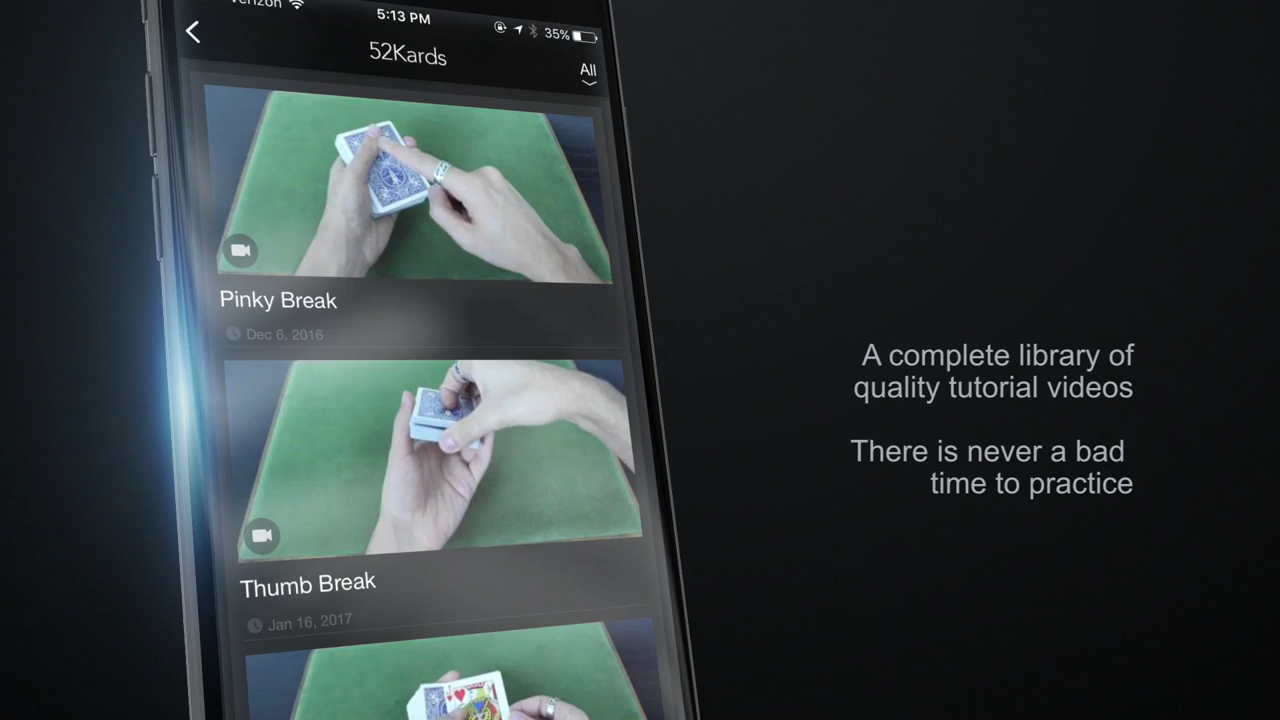 Verizon
5:13 PM
35%
52Kards
All
Pinky Break
Dec 6, 2016
Thumb Break
Jan 16, 2017
A complete library of
quality tutorial videos
There is never a bad
time to practice